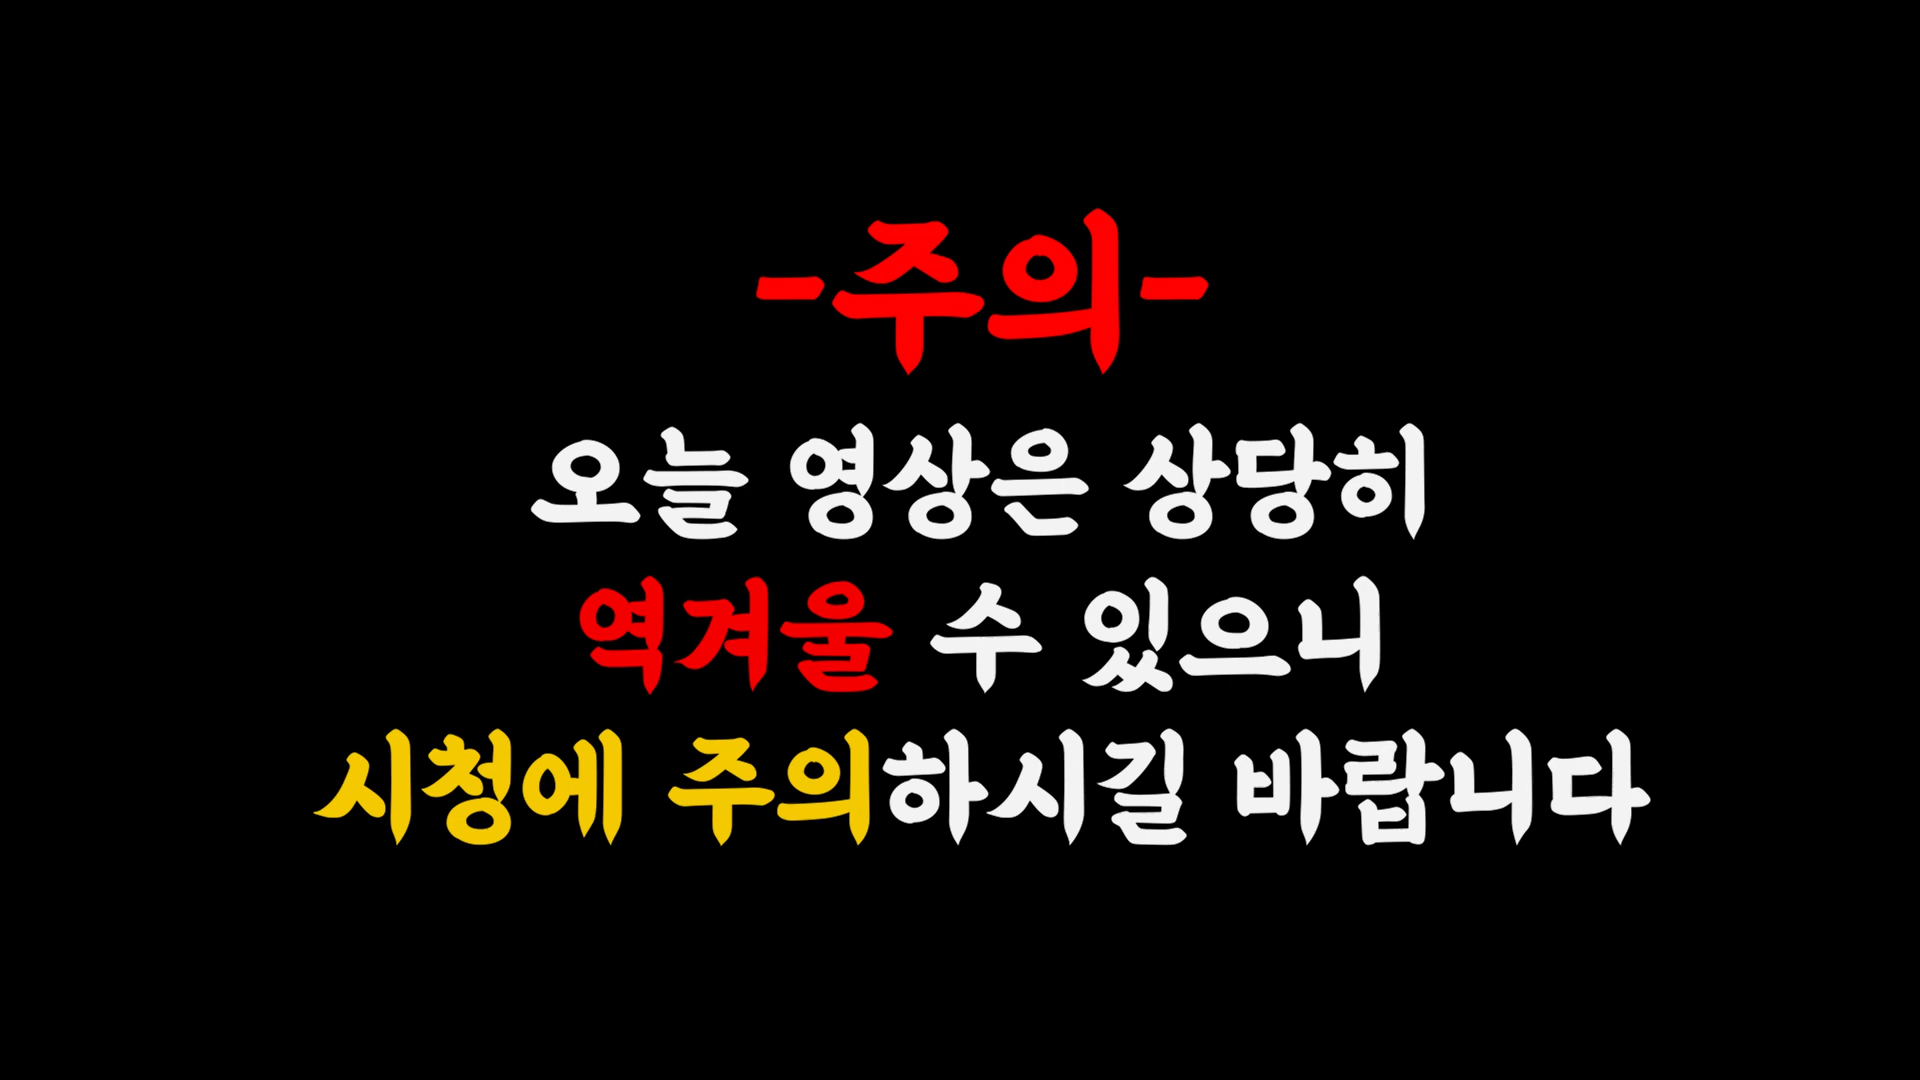 -주의-
오늘 영상은 상당히
역겨울 수 있으니
시청에 주의하시길 바랍니다